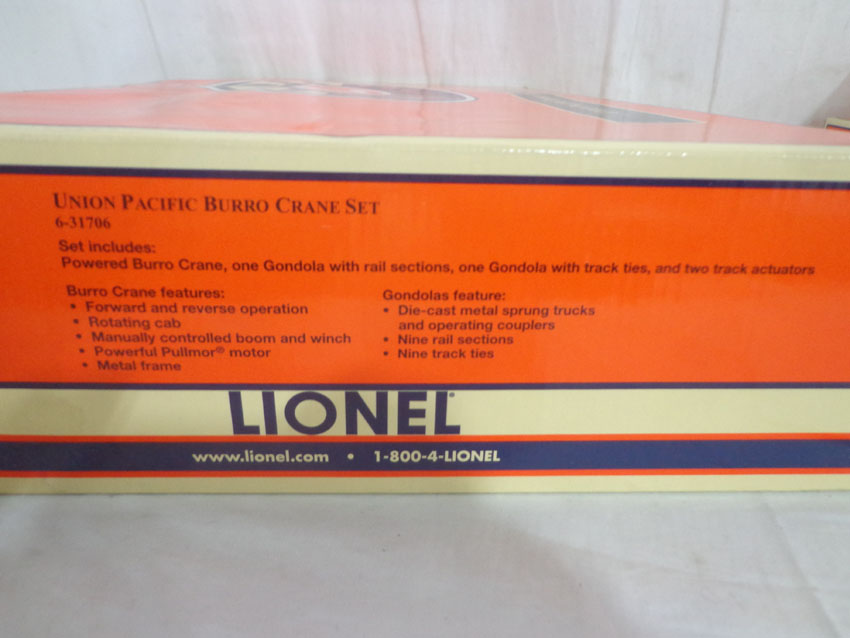 UNION PACIFIC BURRO CRANE SET
6-31706
Set includes:
Powered Burro Crane, one Gondola with rail sections, one Gondola with track ties, and two track actuators
Burro Crane features:
• Forward and reverse operation
• Rotating cab
• Manually controlled boom and winch
• Powerful Pullmor® motor
• Metal frame
Gondolas feature:
• Die-cast metal sprung trucks
and operating couplers
• Nine rail sections
• Nine track ties
LIONEL®
www.lionel.com • 1-800-4-LIONEL